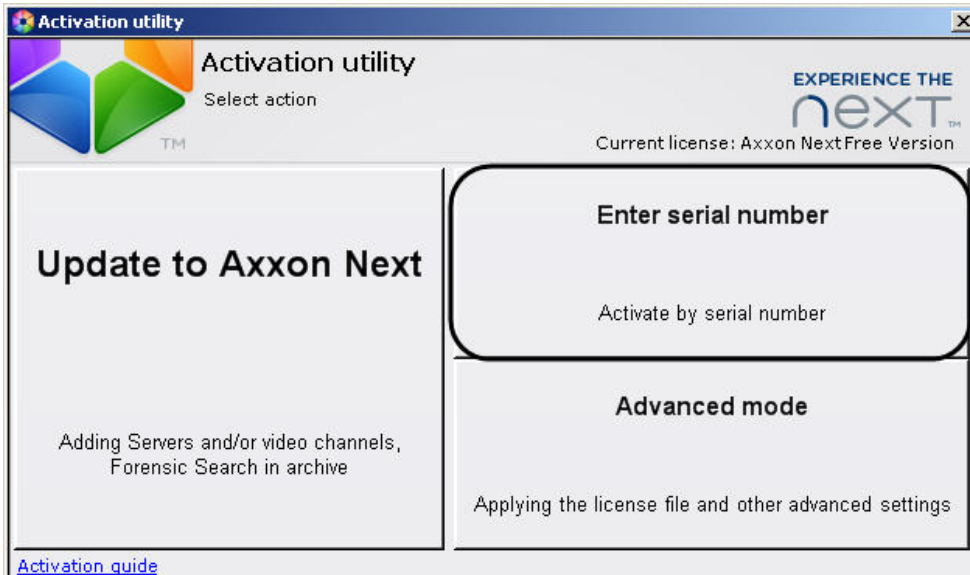 Activation utility
Activation utility
Select action
TM
EXPERIENCE THE
next TM
Current license: Axxon Next Free Version
Update to Axxon Next
Adding Servers and/or video channels,
Forensic Search in archive
Enter serial number
Activate by serial number
Advanced mode
Applying the license file and other advanced settings
Activation guide